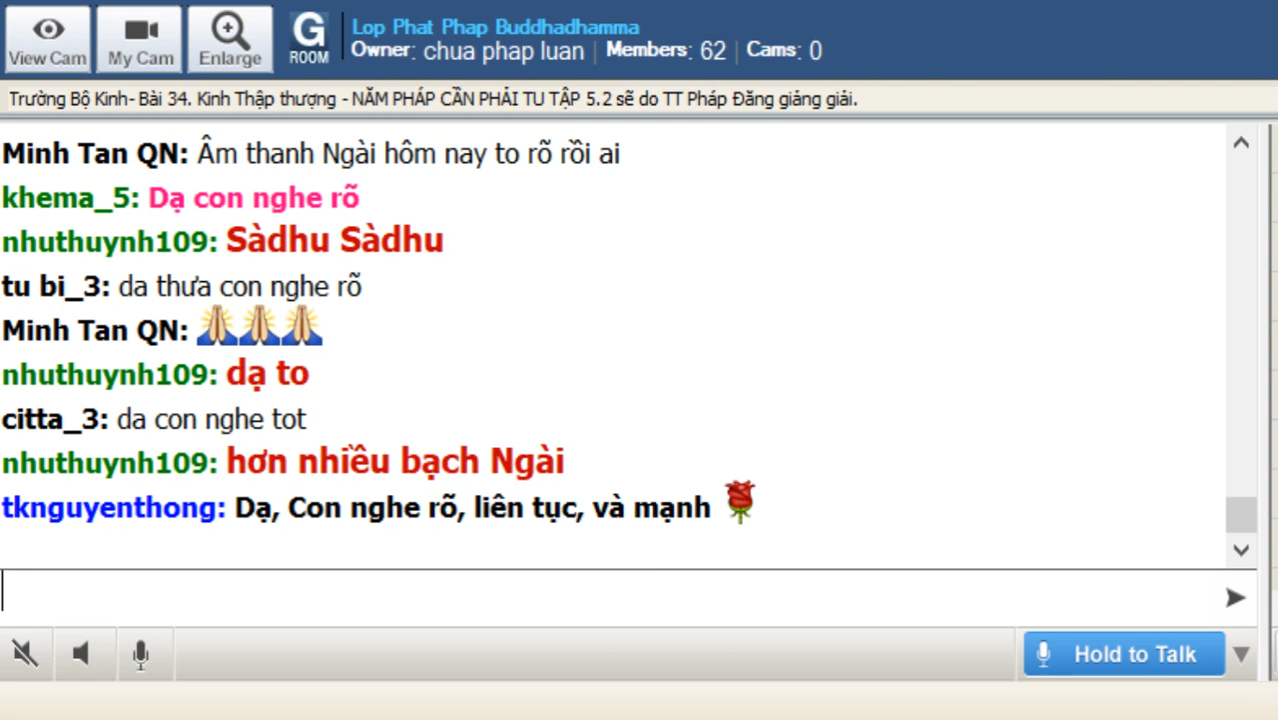 Lop Phat Phap Buddhadhamma
View Cam My Cam Enlarge G ROOM Owner: chua phap luan | Members: 62 | Cams: 0
Trường Bộ Kinh- Bài 34. Kinh Thập thượng - NĂM PHÁP CẦN PHẢI TU TẬP 5.2 sẽ do TT Pháp Đăng giảng giải.
Minh Tan QN: Âm thanh Ngài hôm nay to rõ rồi ai
khema_5: Dạ con nghe rõ
nhuthuynh109: Sàdhu Sàdhu
tu bi_3: da thưa con nghe rõ
Minh Tan QN: 🙏🙏🙏
nhuthuynh109: dạ to
citta_3: da con nghe tot
nhuthuynh109: hơn nhiều bạch Ngài
tknguyenthong: Dạ, Con nghe rõ, liên tục, và mạnh 🌹
Hold to Talk